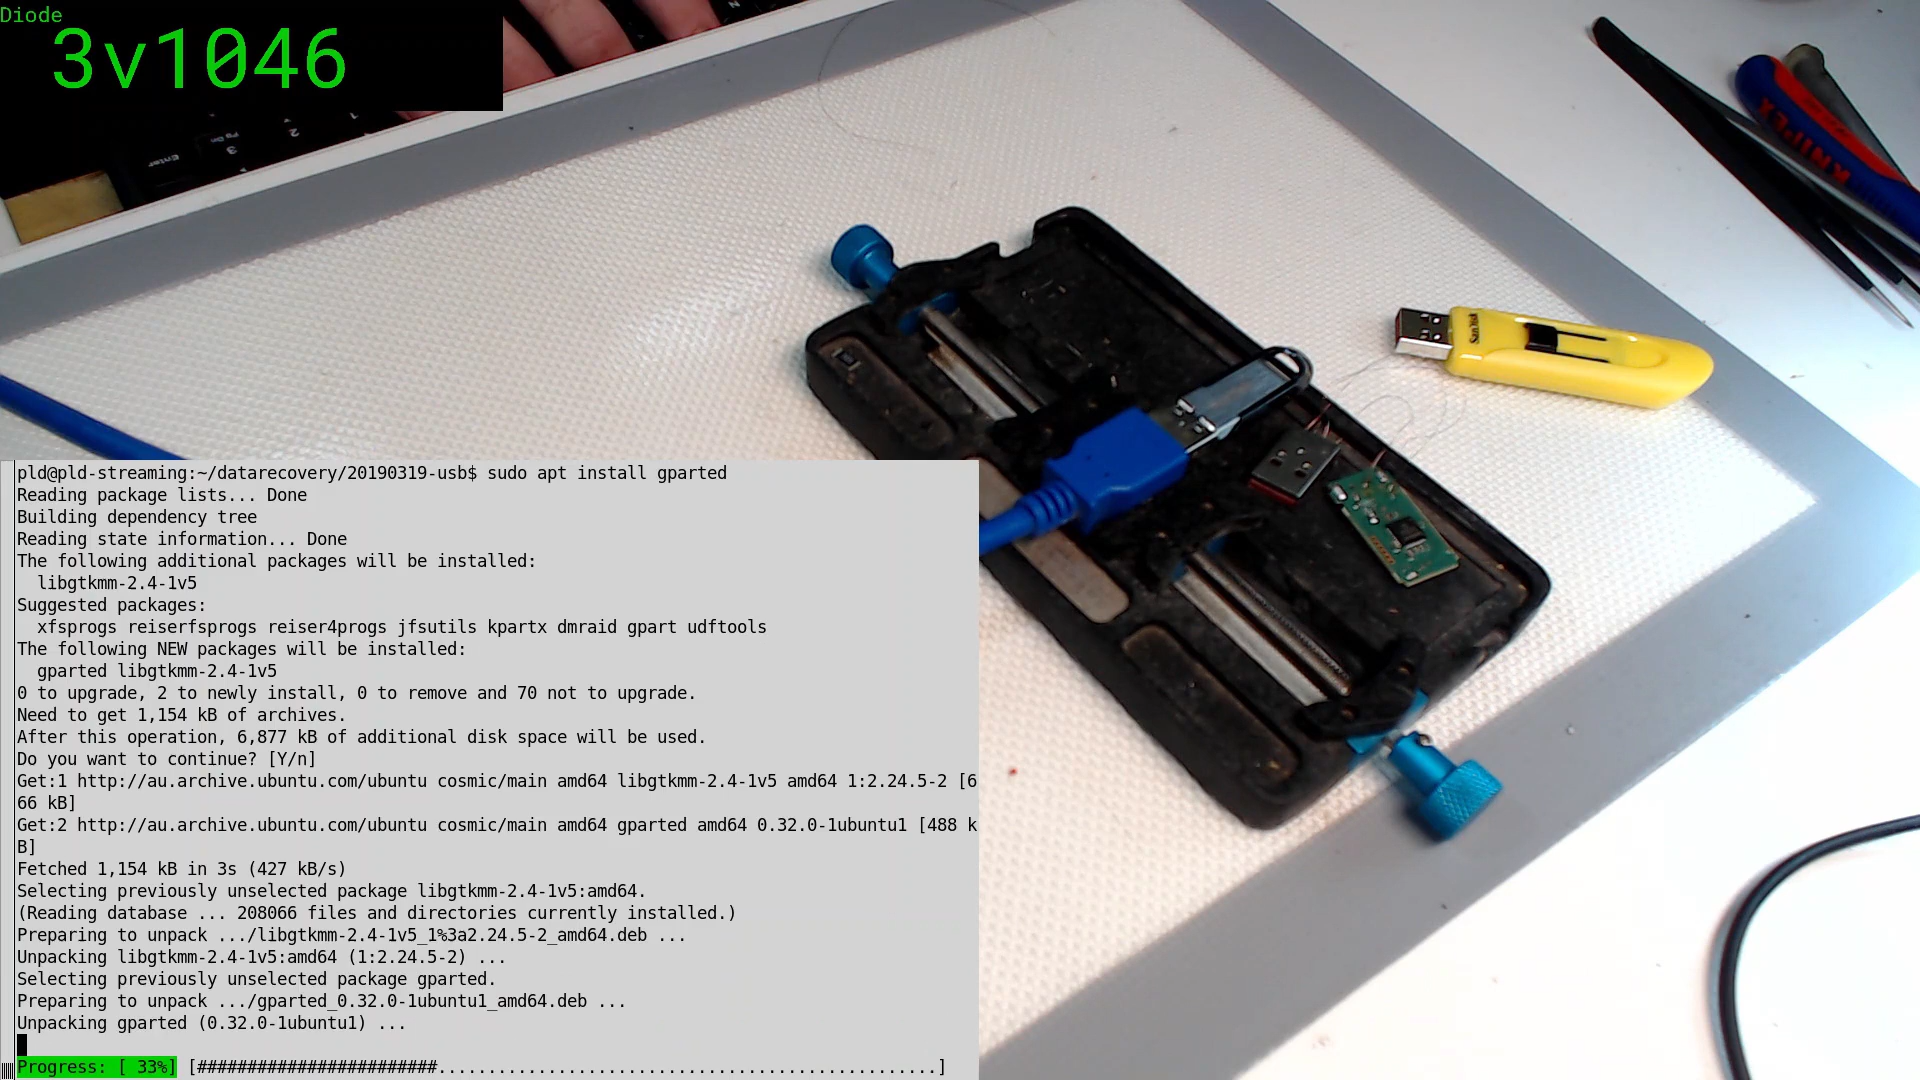 Diode
3v1046
Enter
3
2
1
SanDisk
KNIPEX
pld@pld-streaming:~/datarecovery/20190319-usb$ sudo apt install gparted
Reading package lists... Done
Building dependency tree
Reading state information... Done
The following additional packages will be installed:
  libgtkmm-2.4-1v5
Suggested packages:
  xfsprogs reiserfsprogs reiser4progs jfsutils kpartx dmraid gpart udftools
The following NEW packages will be installed:
  gparted libgtkmm-2.4-1v5
0 to upgrade, 2 to newly install, 0 to remove and 70 not to upgrade.
Need to get 1,154 kB of archives.
After this operation, 6,877 kB of additional disk space will be used.
Do you want to continue? [Y/n]
Get:1 http://au.archive.ubuntu.com/ubuntu cosmic/main amd64 libgtkmm-2.4-1v5 amd64 1:2.24.5-2 [6
66 kB]
Get:2 http://au.archive.ubuntu.com/ubuntu cosmic/main amd64 gparted amd64 0.32.0-1ubuntu1 [488 k
B]
Fetched 1,154 kB in 3s (427 kB/s)
Selecting previously unselected package libgtkmm-2.4-1v5:amd64.
(Reading database ... 208066 files and directories currently installed.)
Preparing to unpack .../libgtkmm-2.4-1v5_1%3a2.24.5-2_amd64.deb ...
Unpacking libgtkmm-2.4-1v5:amd64 (1:2.24.5-2) ...
Selecting previously unselected package gparted.
Preparing to unpack .../gparted_0.32.0-1ubuntu1_amd64.deb ...
Unpacking gparted (0.32.0-1ubuntu1) ...
Progress: [ 33%] [########################..................................................]